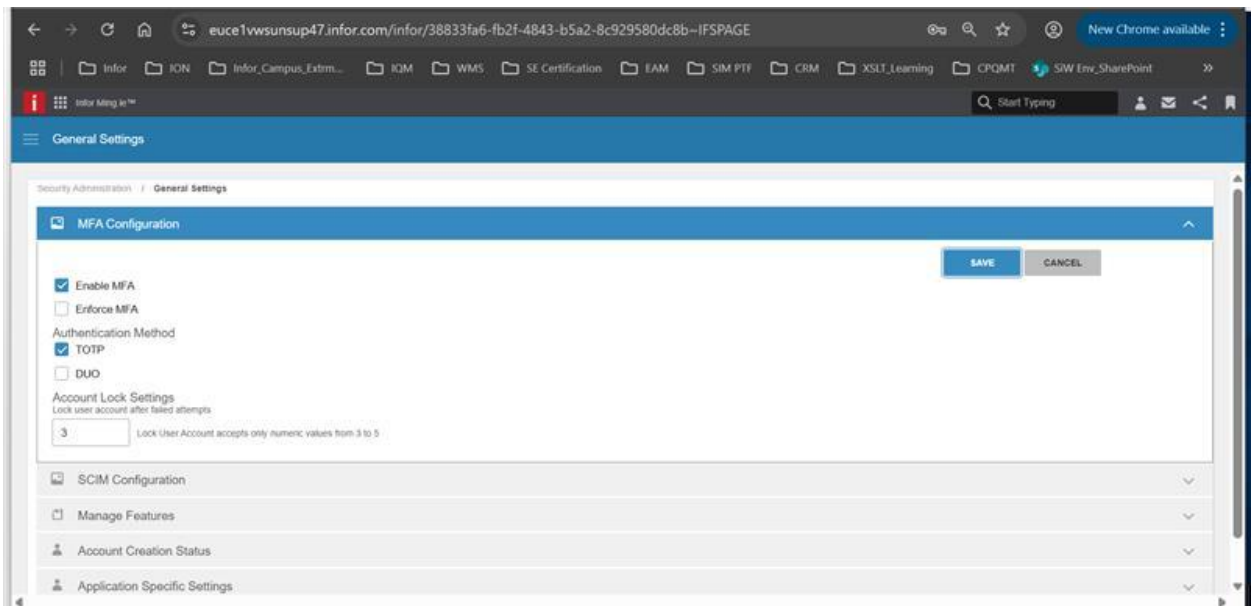 euce1vwsunsup47.infor.com/infor/38833fa6-fb2f-4843-b5a2-8c929580dc8b~IFSPAGE New Chrome available
Infor ION Infor_Campus_Extrm... IQM WMS SE Certification EAM SIM PTF CRM XSLT_Learning CPQMT SiW Env_SharePoint »
Infor Ming.le™ Start Typing
General Settings
Security Administration / General Settings
MFA Configuration
SAVE CANCEL
Enable MFA
Enforce MFA
Authentication Method
TOTP
DUO
Account Lock Settings
Lock user account after failed attempts
3 Lock User Account accepts only numeric values from 3 to 5
SCIM Configuration
Manage Features
Account Creation Status
Application Specific Settings